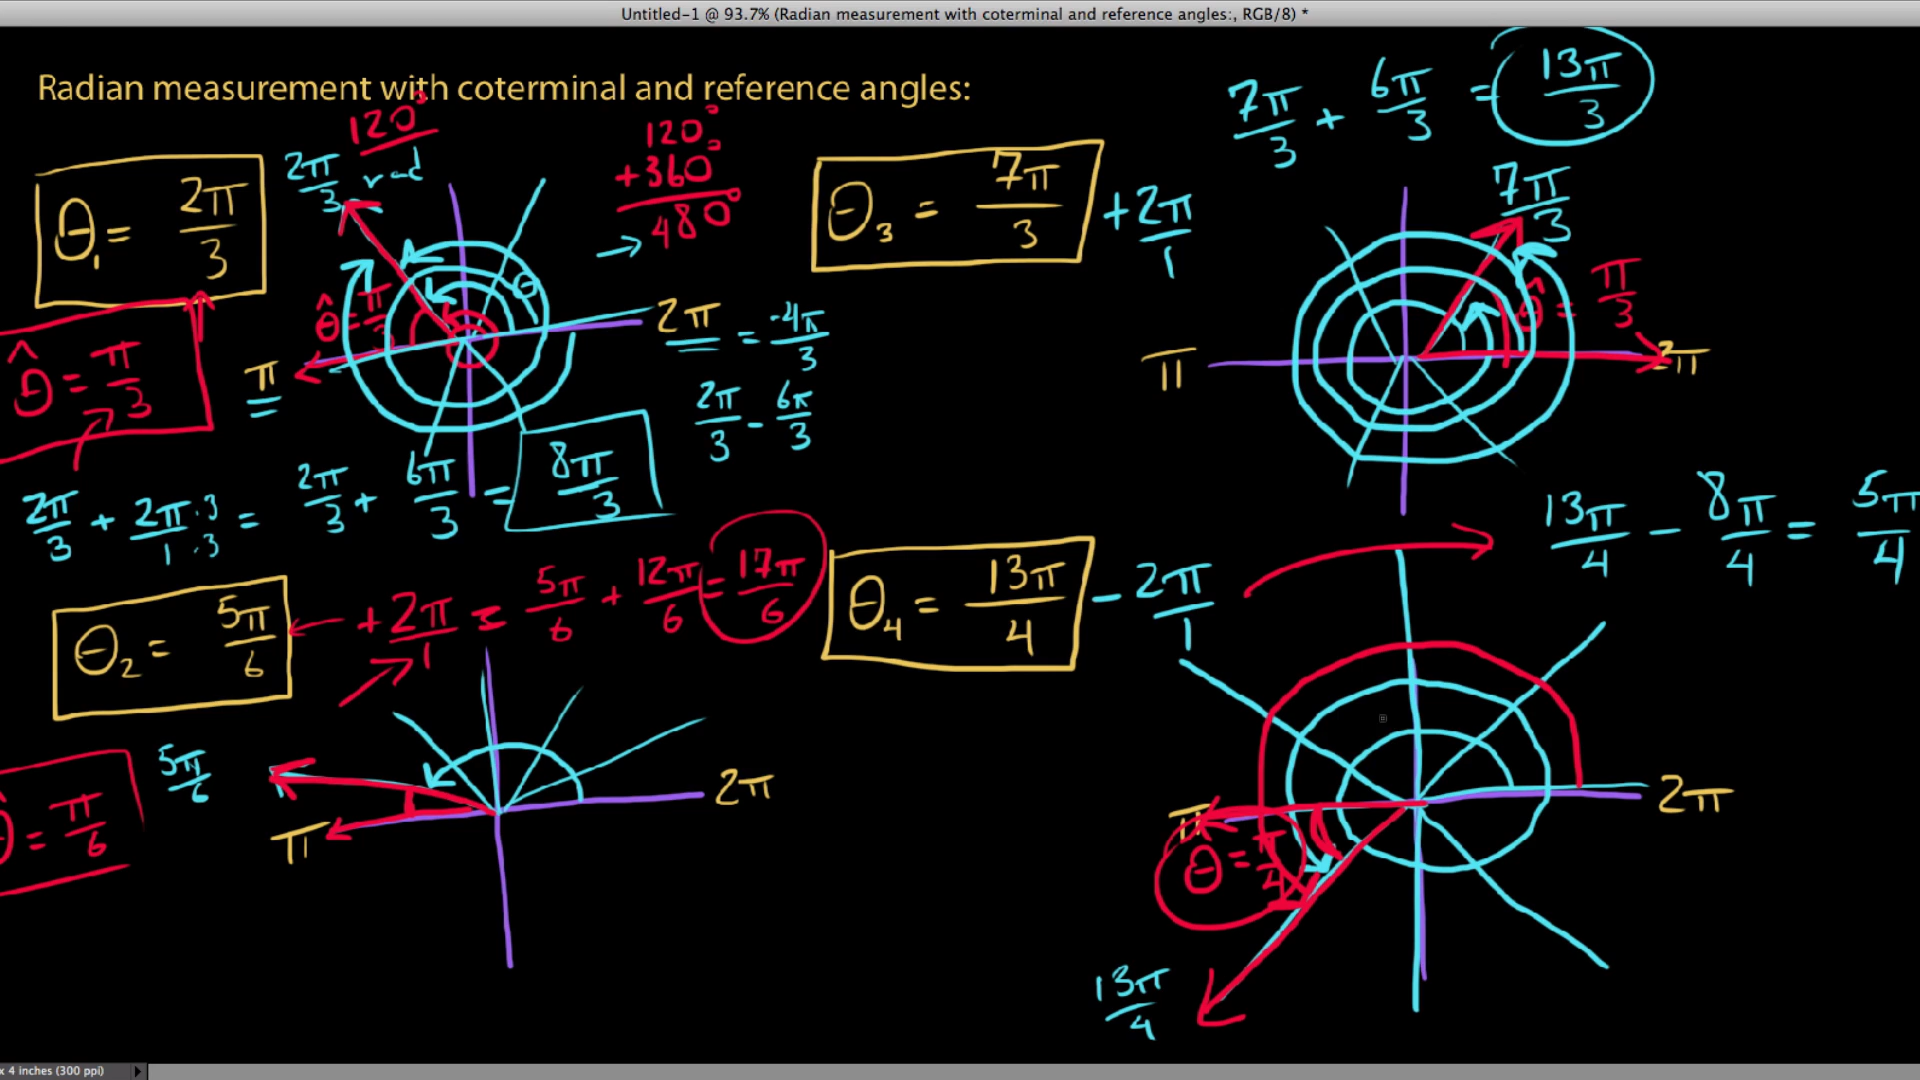 Untitled-1 @ 93.7% (Radian measurement with coterminal and reference angles:, RGB/8) *
Radian measurement with coterminal and reference angles:
7π/3 + 6π/3 = 13π/3
120°
2π/3 rad
120°
+360°
480°
θ₁ = 2π/3
θ
θ̂ = π/3
2π = -4π/3
2π/3 - 6π/3
π
θ̂ = π/3
2π/3 + 2π/1 ·3/·3 = 2π/3 + 6π/3 = 8π/3
θ₃ = 7π/3 + 2π/1
7π/3
θ̂ = π/3
π
2π
θ₂ = 5π/6 + 2π/1 = 5π/6 + 12π/6 = 17π/6
5π/6
2π
π
= π/6
θ₄ = 13π/4 - 2π/1
13π/4 - 8π/4 = 5π/4
π
2π
θ = π/4
13π/4
x 4 inches (300 ppi)